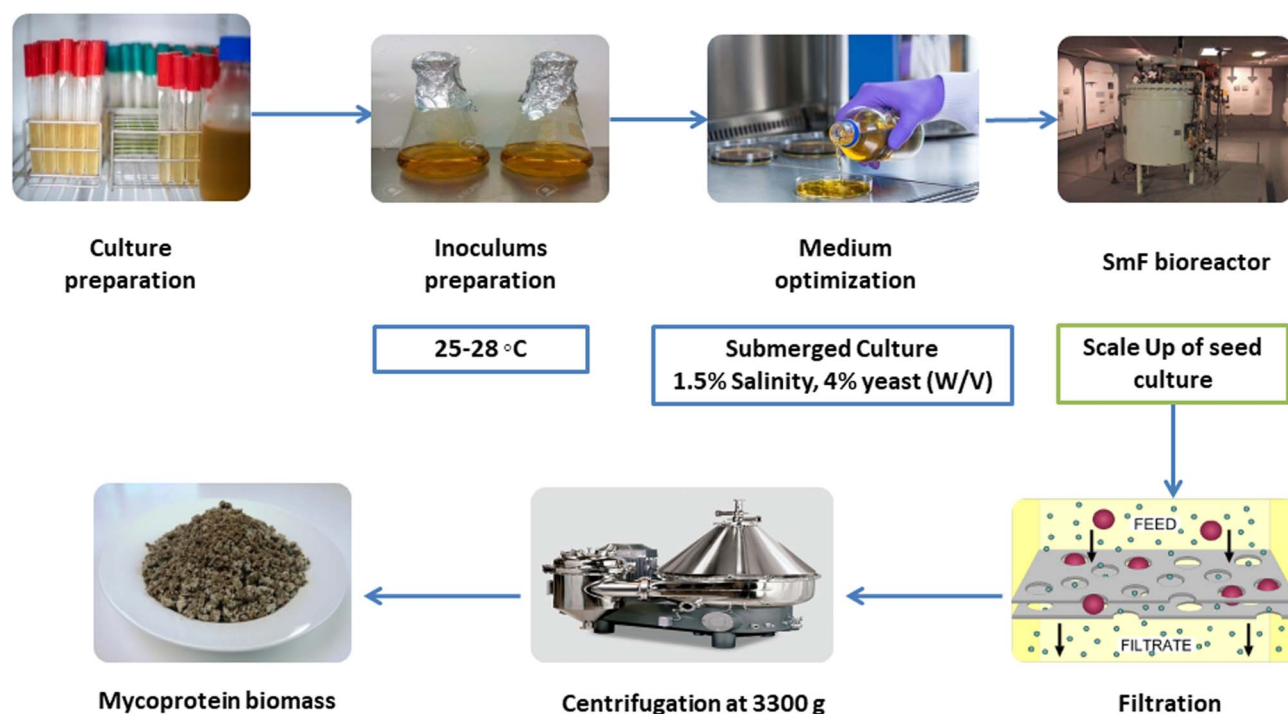 Culture
preparation
Inoculums
preparation
Medium
optimization
SmF bioreactor
25-28 °C
Submerged Culture
1.5% Salinity, 4% yeast (W/V)
Scale Up of seed
culture
FEED
FILTRATE
Mycoprotein biomass
Centrifugation at 3300 g
Filtration